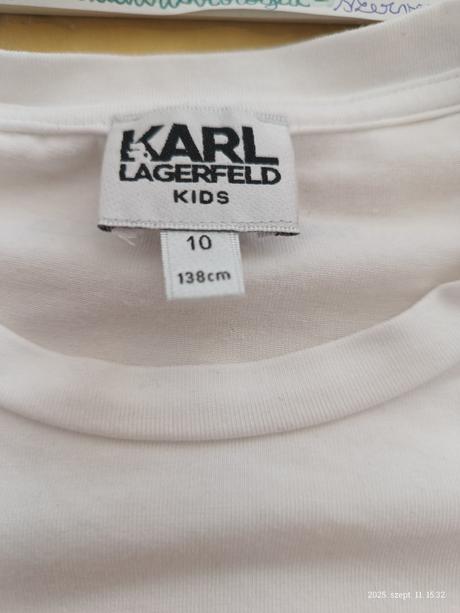 KARL
LAGERFELD
KIDS
10
138cm
2025. szept. 11. 15:32